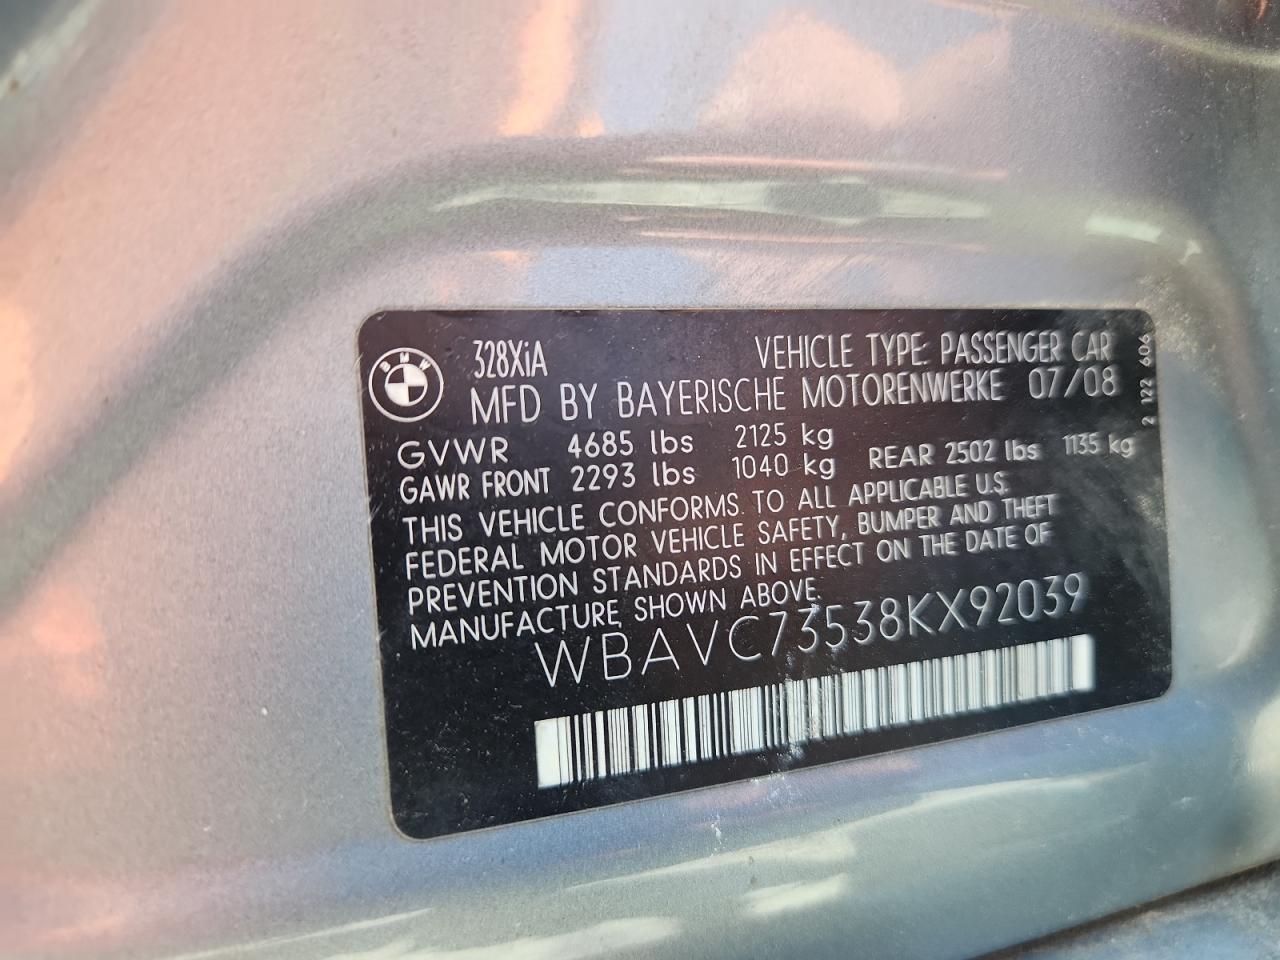 BMW
328XiA
VEHICLE TYPE: PASSENGER CAR
MFD BY BAYERISCHE MOTORENWERKE 07/08
GVWR 4685 lbs 2125 kg
GAWR FRONT 2293 lbs 1040 kg REAR 2502 lbs 1135 kg
THIS VEHICLE CONFORMS TO ALL APPLICABLE U.S.
FEDERAL MOTOR VEHICLE SAFETY, BUMPER AND THEFT
PREVENTION STANDARDS IN EFFECT ON THE DATE OF
MANUFACTURE SHOWN ABOVE.
WBAVC73538KX92039
2 122 606